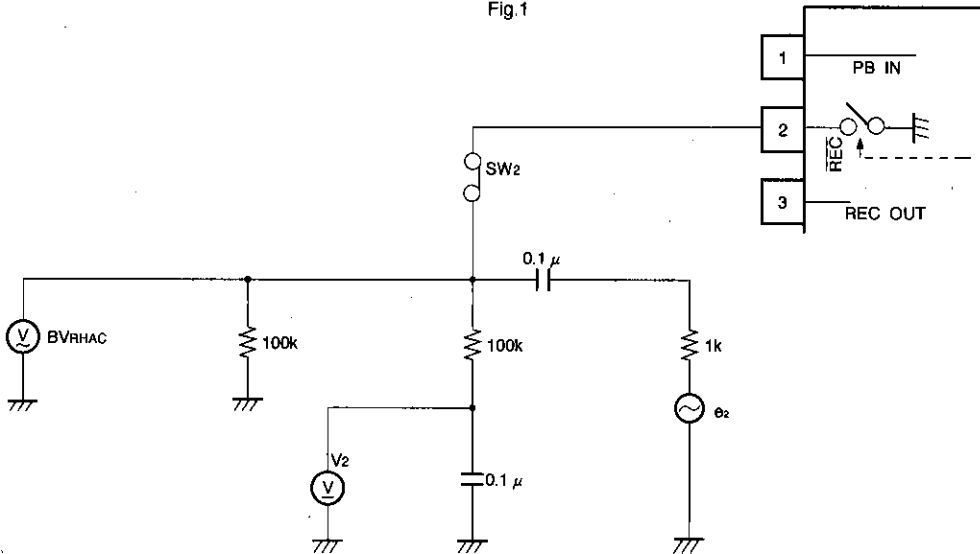 Fig.1
1
PB IN
2
REC
3
REC OUT
SW2
0.1 μ
V
BVRHAC
100k
100k
1k
e2
V2
V
0.1 μ